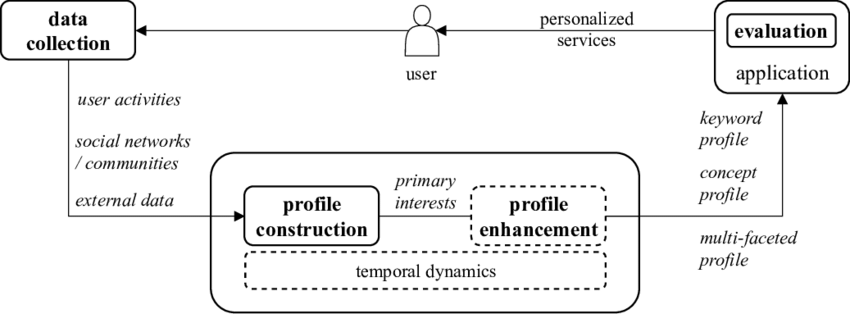 data
collection
user
personalized
services
evaluation
application
user activities
social networks
/ communities
external data
profile
construction
primary
interests
profile
enhancement
temporal dynamics
keyword
profile
concept
profile
multi-faceted
profile